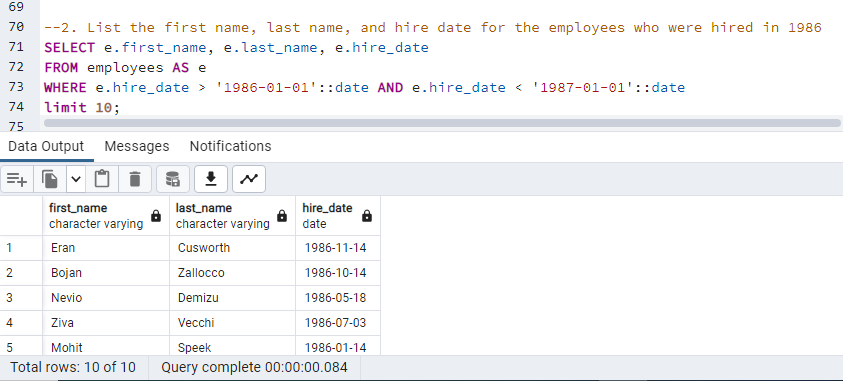 69
70 --2. List the first name, last name, and hire date for the employees who were hired in 1986
71 SELECT e.first_name, e.last_name, e.hire_date
72 FROM employees AS e
73 WHERE e.hire_date > '1986-01-01'::date AND e.hire_date < '1987-01-01'::date
74 limit 10;
75
Data Output Messages Notifications
first_name last_name hire_date
character varying character varying date
1 Eran Cusworth 1986-11-14
2 Bojan Zallocco 1986-10-14
3 Nevio Demizu 1986-05-18
4 Ziva Vecchi 1986-07-03
5 Mohit Speek 1986-01-14
Total rows: 10 of 10 Query complete 00:00:00.084